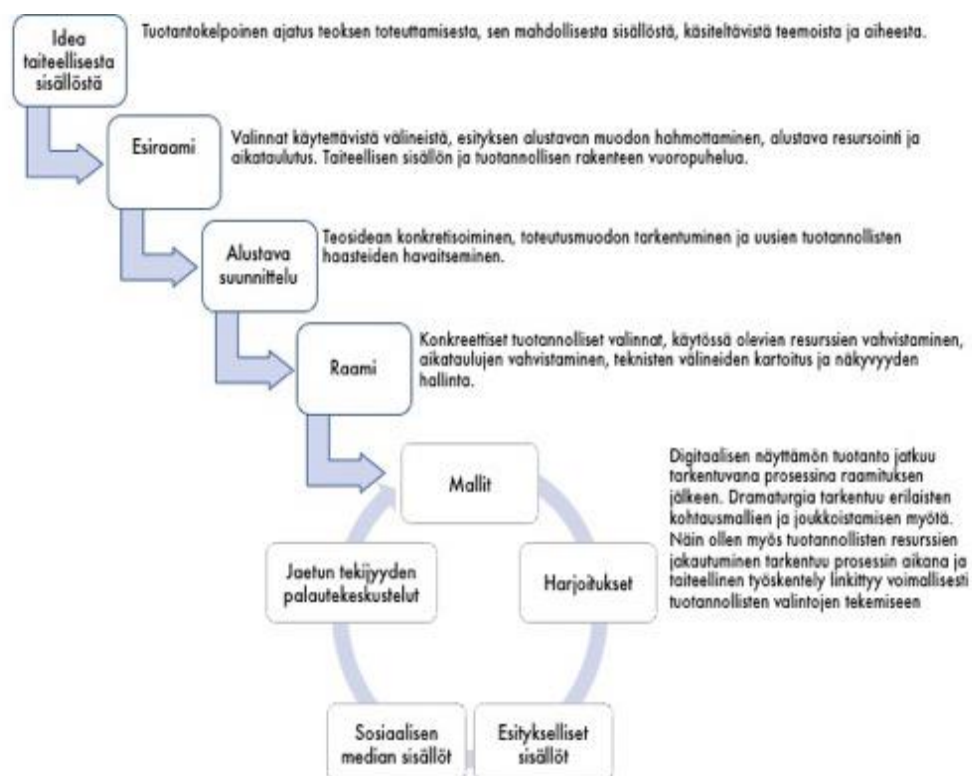 Idea
taiteellisesta
sisällöstä
Tuotantokelpoinen ajatus teoksen toteuttamisesta, sen mahdollisesta sisällöstä, käsiteltävistä teemoista ja aiheesta.
Esiraami
Valinnat käytettävistä välineistä, esityksen alustavan muodon hahmottaminen, alustava resursointi ja
aikataulutus. Taiteellisen sisällön ja tuotannollisen rakenteen vuoropuhelua.
Alustava
suunnittelu
Teosidean konkretisoiminen, toteutusmuodon tarkentuminen ja uusien tuotannollisten
haasteiden havaitseminen.
Raami
Konkreettiset tuotannolliset valinnat, käytössä olevien resurssien vahvistaminen,
aikataulujen vahvistaminen, teknisten välineiden kartoitus ja näkyvyyden
hallinta.
Mallit
Digitaalisen näyttämön tuotanto jatkuu
tarkentuvana prosessina raamituksen
jälkeen. Dramaturgia tarkentuu erilaisten
kohtausmallien ja joukkoistamisen myötä.
Näin ollen myös tuotannollisten resurssien
jakautuminen tarkentuu prosessin aikana ja
taiteellinen työskentely linkittyy voimallisesti
tuotannollisten valintojen tekemiseen
Harjoitukset
Esitykselliset
sisällöt
Sosiaalisen
median sisällöt
Jaetun tekijyyden
palautekeskustelut